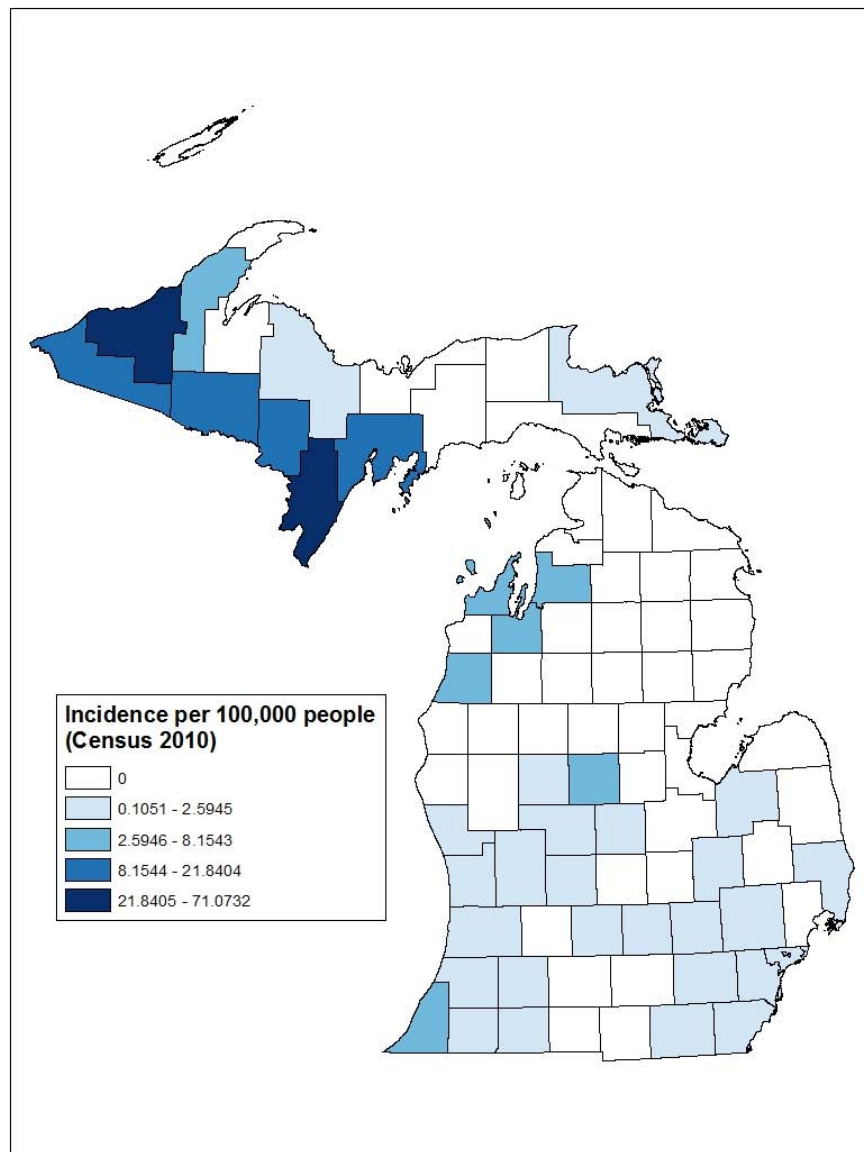 Incidence per 100,000 people
(Census 2010)
0
0.1051 - 2.5945
2.5946 - 8.1543
8.1544 - 21.8404
21.8405 - 71.0732